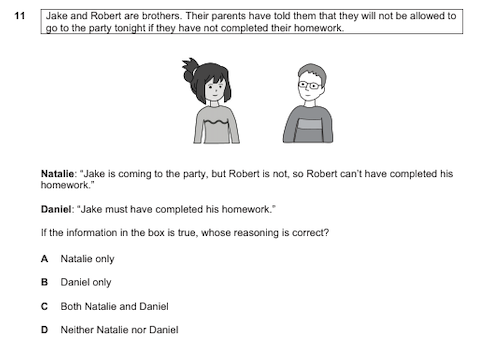 11 Jake and Robert are brothers. Their parents have told them that they will not be allowed to
go to the party tonight if they have not completed their homework.
Natalie: "Jake is coming to the party, but Robert is not, so Robert can't have completed his
homework."
Daniel: "Jake must have completed his homework."
If the information in the box is true, whose reasoning is correct?
A Natalie only
B Daniel only
C Both Natalie and Daniel
D Neither Natalie nor Daniel